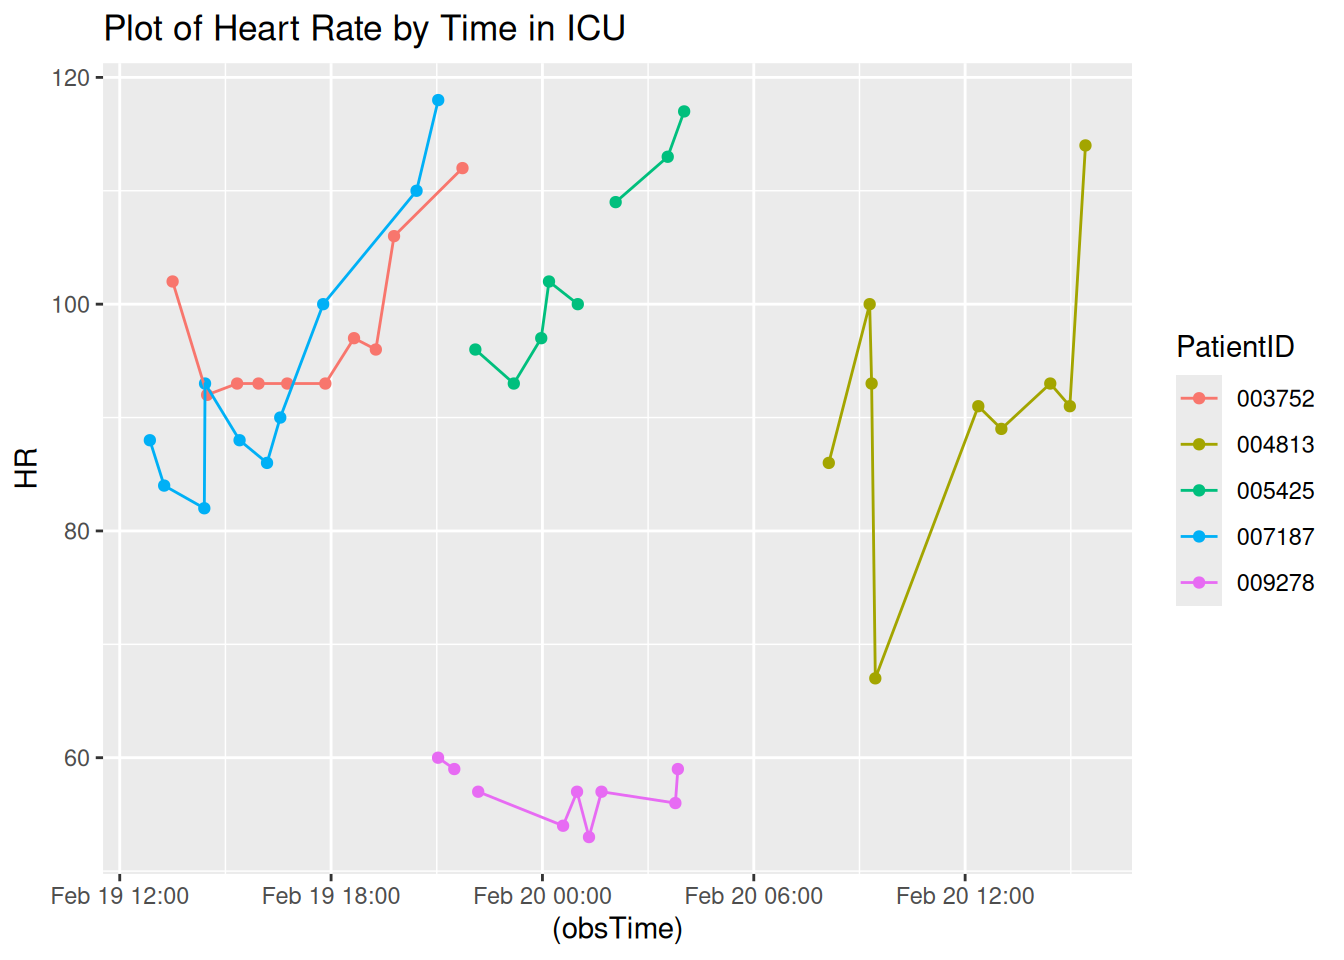 Plot of Heart Rate by Time in ICU
120
100
80
60
HR
Feb 19 12:00 Feb 19 18:00 Feb 20 00:00 Feb 20 06:00 Feb 20 12:00
(obsTime)
PatientID
003752
004813
005425
007187
009278